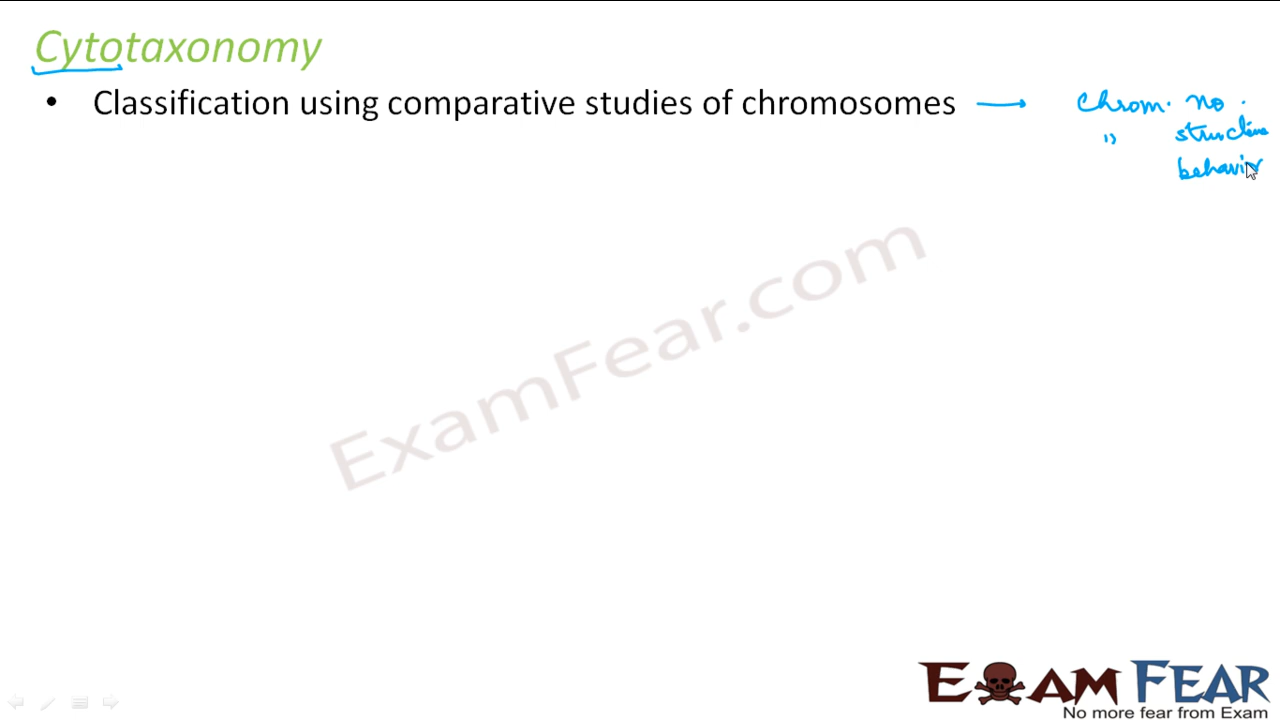 Cytotaxonomy
• Classification using comparative studies of chromosomes → Chrom. no.
" structure
behavior
ExamFear.com
EXAM FEAR
No more fear from Exam